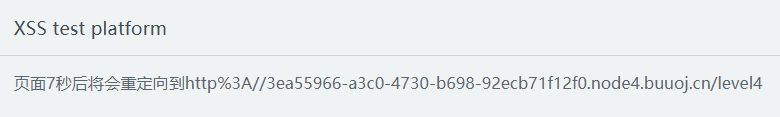 XSS test platform
页面7秒后将会重定向到http%3A//3ea55966-a3c0-4730-b698-92ecb71f12f0.node4.buuoj.cn/level4